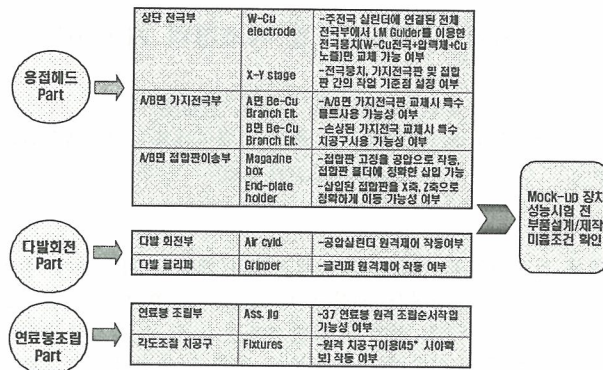 용접헤드
Part
상단 전극부
W-Cu
electrode
-주전극 실린더에 연결된 전체
전극부에서 LM Guider를 이용한
전극뭉치(W-Cu전극+압력체+Cu
노즐)만 교체 가능 여부
X-Y stage
-전극뭉치, 가지전극판 및 접합
판 간의 작업 기준점 설정 여부
A/B면 가지전극부
A면 Be-Cu
Branch Elt.
B면 Be-Cu
Branch Elt.
-A/B면 가지전극판 교체시 특수
볼트사용 가능성 여부
-손상된 가지전극 교체시 특수
치공구사용 가능성 여부
A/B면 접합판이송부
Magazine
box
End-plate
holder
-접합판 고정을 공압으로 작동,
접합판 홀더에 정확한 삽입 가능
-삽입된 접합판을 X축, Z축으로
정확하게 이동 가능성 여부
다발회전
Part
다발 회전부
Air cyld.
-공압실린더 원격제어 작동여부
다발 그리퍼
Gripper
-그리퍼 원격제어 작동 여부
연료봉조립
Part
연료봉 조립부
Ass. jig
-37 연료봉 원격 조립순서작업
가능성 여부
각도조절 치공구
Fixtures
-원격 치공구이용(45° 시야확
보) 작동 여부
Mock-up 장치
성능시험 전
부품설계/제작
미흡조건 확인